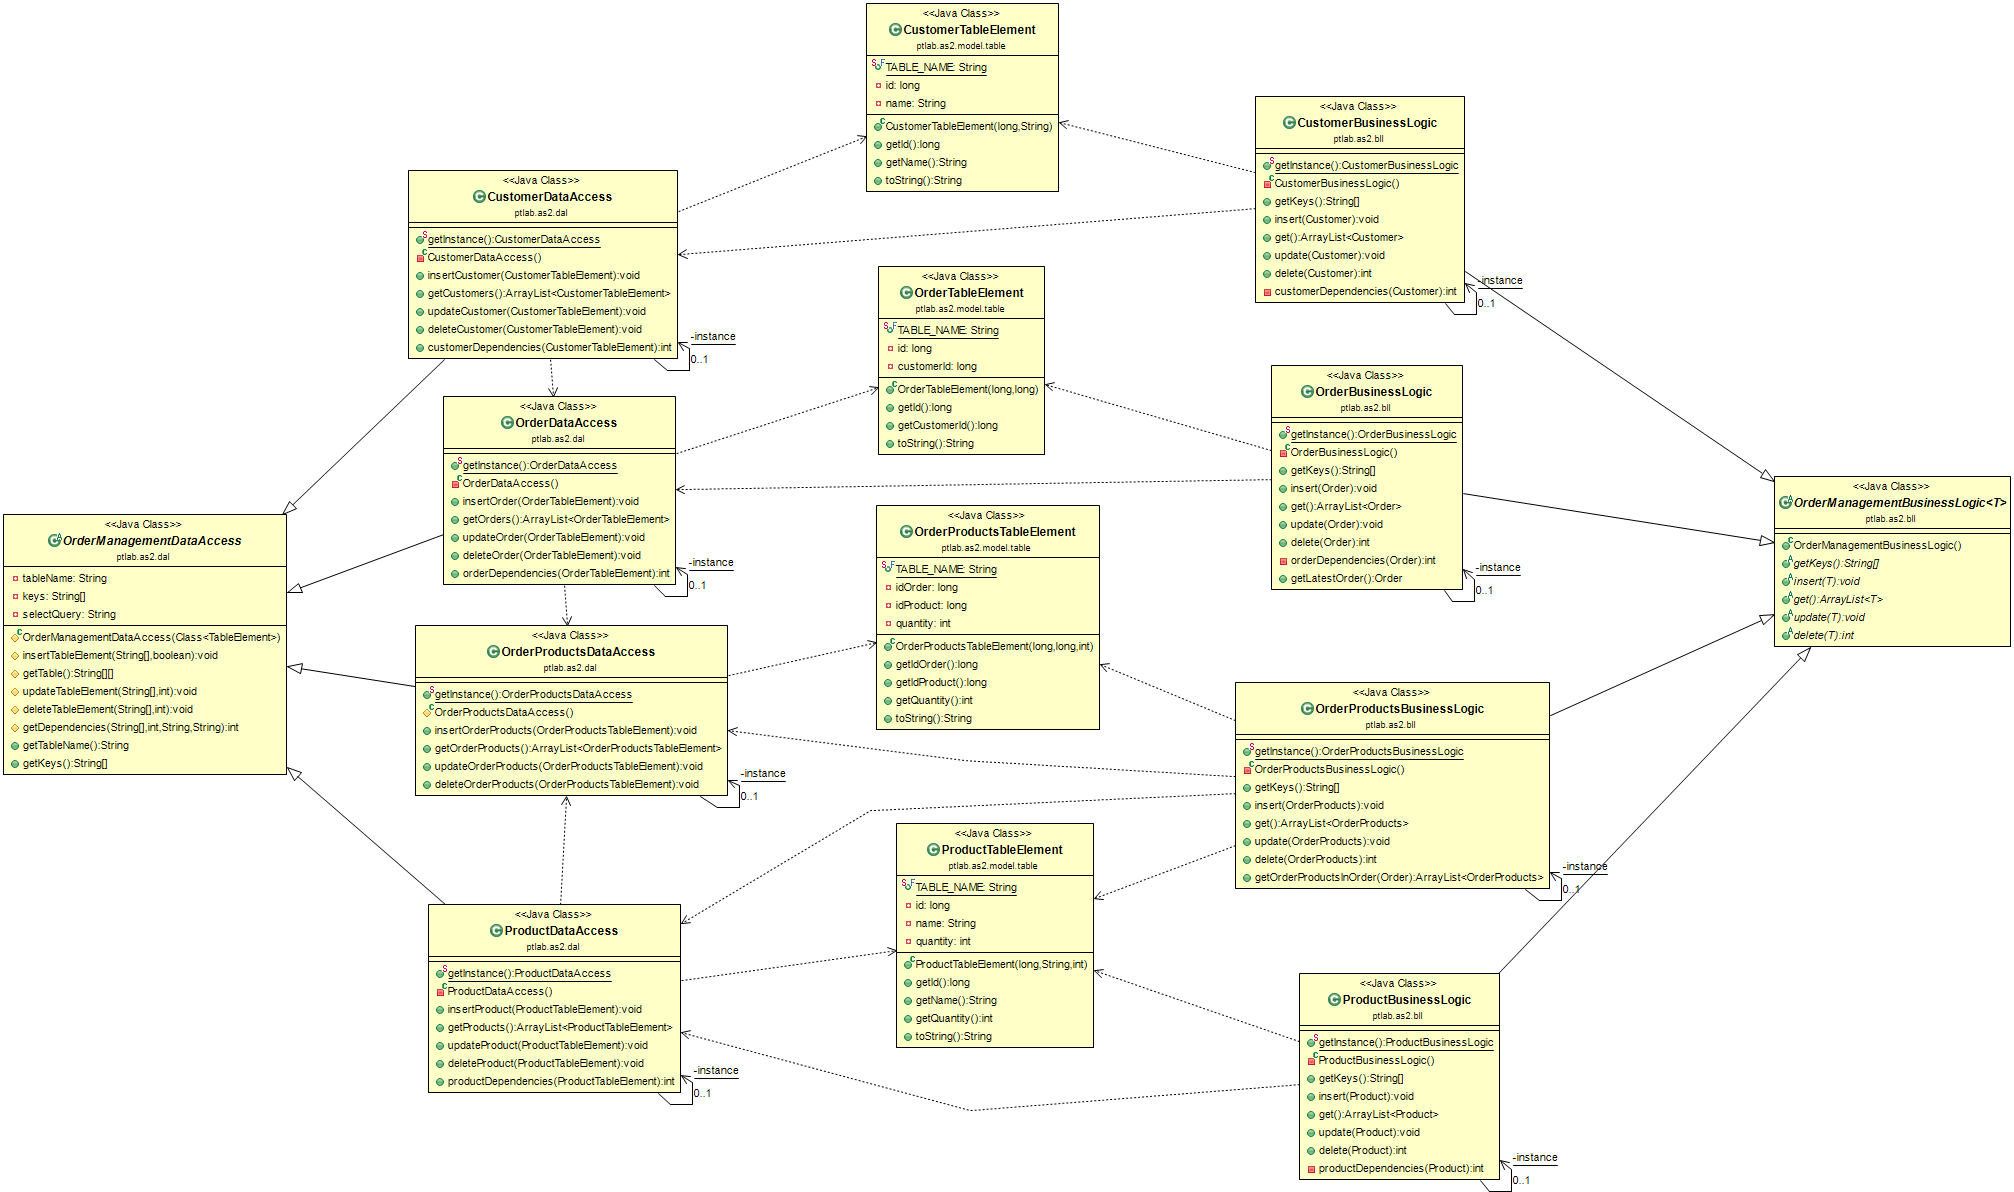 <<Java Class>>
CustomerTableElement
ptlab.as2.model.table
TABLE_NAME: String
id: long
name: String
CustomerTableElement(long,String)
getId():long
getName():String
toString():String
<<Java Class>>
CustomerBusinessLogic
ptlab.as2.bll
getInstance():CustomerBusinessLogic
CustomerBusinessLogic()
getKeys():String[]
insert(Customer):void
get():ArrayList<Customer>
update(Customer):void
delete(Customer):int
customerDependencies(Customer):int
-instance
0..1
<<Java Class>>
CustomerDataAccess
ptlab.as2.dal
getInstance():CustomerDataAccess
CustomerDataAccess()
insertCustomer(CustomerTableElement):void
getCustomers():ArrayList<CustomerTableElement>
updateCustomer(CustomerTableElement):void
deleteCustomer(CustomerTableElement):void
customerDependencies(CustomerTableElement):int
-instance
0..1
<<Java Class>>
OrderTableElement
ptlab.as2.model.table
TABLE_NAME: String
id: long
customerId: long
OrderTableElement(long,long)
getId():long
getCustomerId():long
toString():String
<<Java Class>>
OrderBusinessLogic
ptlab.as2.bll
getInstance():OrderBusinessLogic
OrderBusinessLogic()
getKeys():String[]
insert(Order):void
get():ArrayList<Order>
update(Order):void
delete(Order):int
orderDependencies(Order):int
getLatestOrder():Order
-instance
0..1
<<Java Class>>
OrderDataAccess
ptlab.as2.dal
getInstance():OrderDataAccess
OrderDataAccess()
insertOrder(OrderTableElement):void
getOrders():ArrayList<OrderTableElement>
updateOrder(OrderTableElement):void
deleteOrder(OrderTableElement):void
orderDependencies(OrderTableElement):int
-instance
0..1
<<Java Class>>
OrderManagementBusinessLogic<T>
ptlab.as2.bll
OrderManagementBusinessLogic()
getKeys():String[]
insert(T):void
get():ArrayList<T>
update(T):void
delete(T):int
<<Java Class>>
OrderManagementDataAccess
ptlab.as2.dal
tableName: String
keys: String[]
selectQuery: String
OrderManagementDataAccess(Class<TableElement>)
insertTableElement(String[],boolean):void
getTable():String[][]
updateTableElement(String[],int):void
deleteTableElement(String[],int):void
getDependencies(String[],int,String,String):int
getTableName():String
getKeys():String[]
<<Java Class>>
OrderProductsTableElement
ptlab.as2.model.table
TABLE_NAME: String
idOrder: long
idProduct: long
quantity: int
OrderProductsTableElement(long,long,int)
getIdOrder():long
getIdProduct():long
getQuantity():int
toString():String
<<Java Class>>
OrderProductsDataAccess
ptlab.as2.dal
getInstance():OrderProductsDataAccess
OrderProductsDataAccess()
insertOrderProducts(OrderProductsTableElement):void
getOrderProducts():ArrayList<OrderProductsTableElement>
updateOrderProducts(OrderProductsTableElement):void
deleteOrderProducts(OrderProductsTableElement):void
-instance
0..1
<<Java Class>>
OrderProductsBusinessLogic
ptlab.as2.bll
getInstance():OrderProductsBusinessLogic
OrderProductsBusinessLogic()
getKeys():String[]
insert(OrderProducts):void
get():ArrayList<OrderProducts>
update(OrderProducts):void
delete(OrderProducts):int
getOrderProductsInOrder(Order):ArrayList<OrderProducts>
-instance
0..1
<<Java Class>>
ProductTableElement
ptlab.as2.model.table
TABLE_NAME: String
id: long
name: String
quantity: int
ProductTableElement(long,String,int)
getId():long
getName():String
getQuantity():int
toString():String
<<Java Class>>
ProductDataAccess
ptlab.as2.dal
getInstance():ProductDataAccess
ProductDataAccess()
insertProduct(ProductTableElement):void
getProducts():ArrayList<ProductTableElement>
updateProduct(ProductTableElement):void
deleteProduct(ProductTableElement):void
productDependencies(ProductTableElement):int
-instance
0..1
<<Java Class>>
ProductBusinessLogic
ptlab.as2.bll
getInstance():ProductBusinessLogic
ProductBusinessLogic()
getKeys():String[]
insert(Product):void
get():ArrayList<Product>
update(Product):void
delete(Product):int
productDependencies(Product):int
-instance
0..1